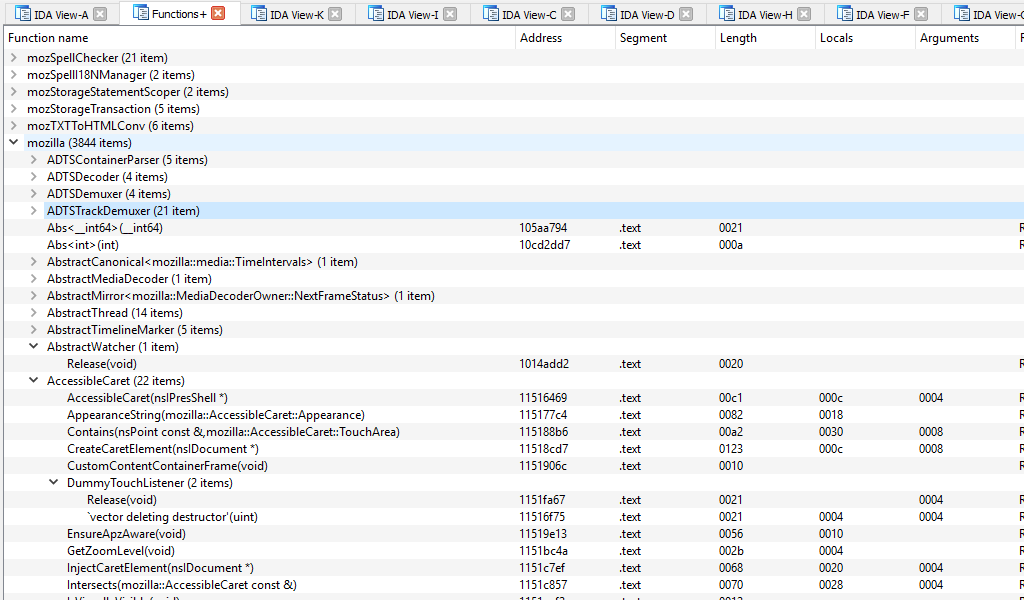 IDA View-A Functions+ IDA View-K IDA View-I IDA View-C IDA View-D IDA View-H IDA View-F IDA View-
Function name Address Segment Length Locals Arguments
mozSpellChecker (21 item)
mozSpellI18NManager (2 items)
mozStorageStatementScoper (2 items)
mozStorageTransaction (5 items)
mozTXTToHTMLConv (6 items)
mozilla (3844 items)
ADTSContainerParser (5 items)
ADTSDecoder (4 items)
ADTSDemuxer (4 items)
ADTSTrackDemuxer (21 item)
Abs<__int64>(__int64) 105aa794 .text 0021 R
Abs<int>(int) 10cd2dd7 .text 000a R
AbstractCanonical<mozilla::media::TimeIntervals> (1 item)
AbstractMediaDecoder (1 item)
AbstractMirror<mozilla::MediaDecoderOwner::NextFrameStatus> (1 item)
AbstractThread (14 items)
AbstractTimelineMarker (5 items)
AbstractWatcher (1 item)
Release(void) 1014add2 .text 0020 R
AccessibleCaret (22 items)
AccessibleCaret(nsIPresShell *) 11516469 .text 00c1 000c 0004 R
AppearanceString(mozilla::AccessibleCaret::Appearance) 115177c4 .text 0082 0018 R
Contains(nsPoint const &,mozilla::AccessibleCaret::TouchArea) 115188b6 .text 00a2 0030 0008 R
CreateCaretElement(nsIDocument *) 11518cd7 .text 0123 000c 0008 R
CustomContentContainerFrame(void) 1151906c .text 0010 R
DummyTouchListener (2 items)
Release(void) 1151fa67 .text 0021 0004 R
`vector deleting destructor'(uint) 11516f75 .text 0021 0004 0004 R
EnsureApzAware(void) 11519e13 .text 0056 0010 R
GetZoomLevel(void) 1151bc4a .text 002b 0004 R
InjectCaretElement(nsIDocument *) 1151c7ef .text 0068 0020 0004 R
Intersects(mozilla::AccessibleCaret const &) 1151c857 .text 0070 0028 0004 R